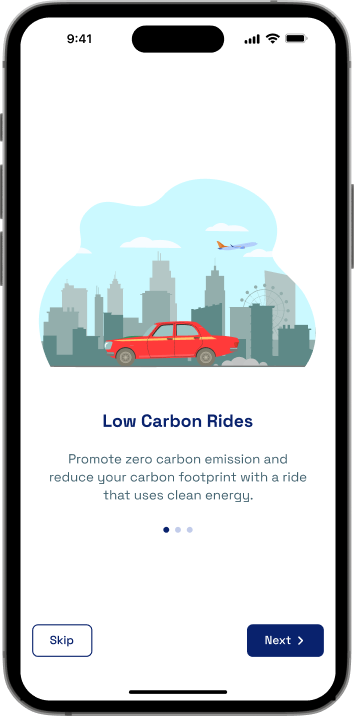 9:41
Low Carbon Rides
Promote zero carbon emission and
reduce your carbon footprint with a ride
that uses clean energy.
Skip
Next